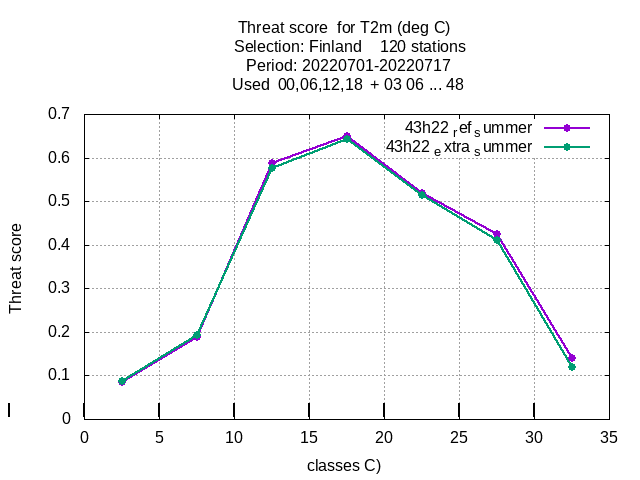 Threat score for T2m (deg C)
Selection: Finland 120 stations
Period: 20220701-20220717
Used 00,06,12,18 + 03 06 ... 48
43h22 ref summer
43h22 extra summer
Threat score
0.7
0.6
0.5
0.4
0.3
0.2
0.1
0
0 5 10 15 20 25 30 35
classes C)